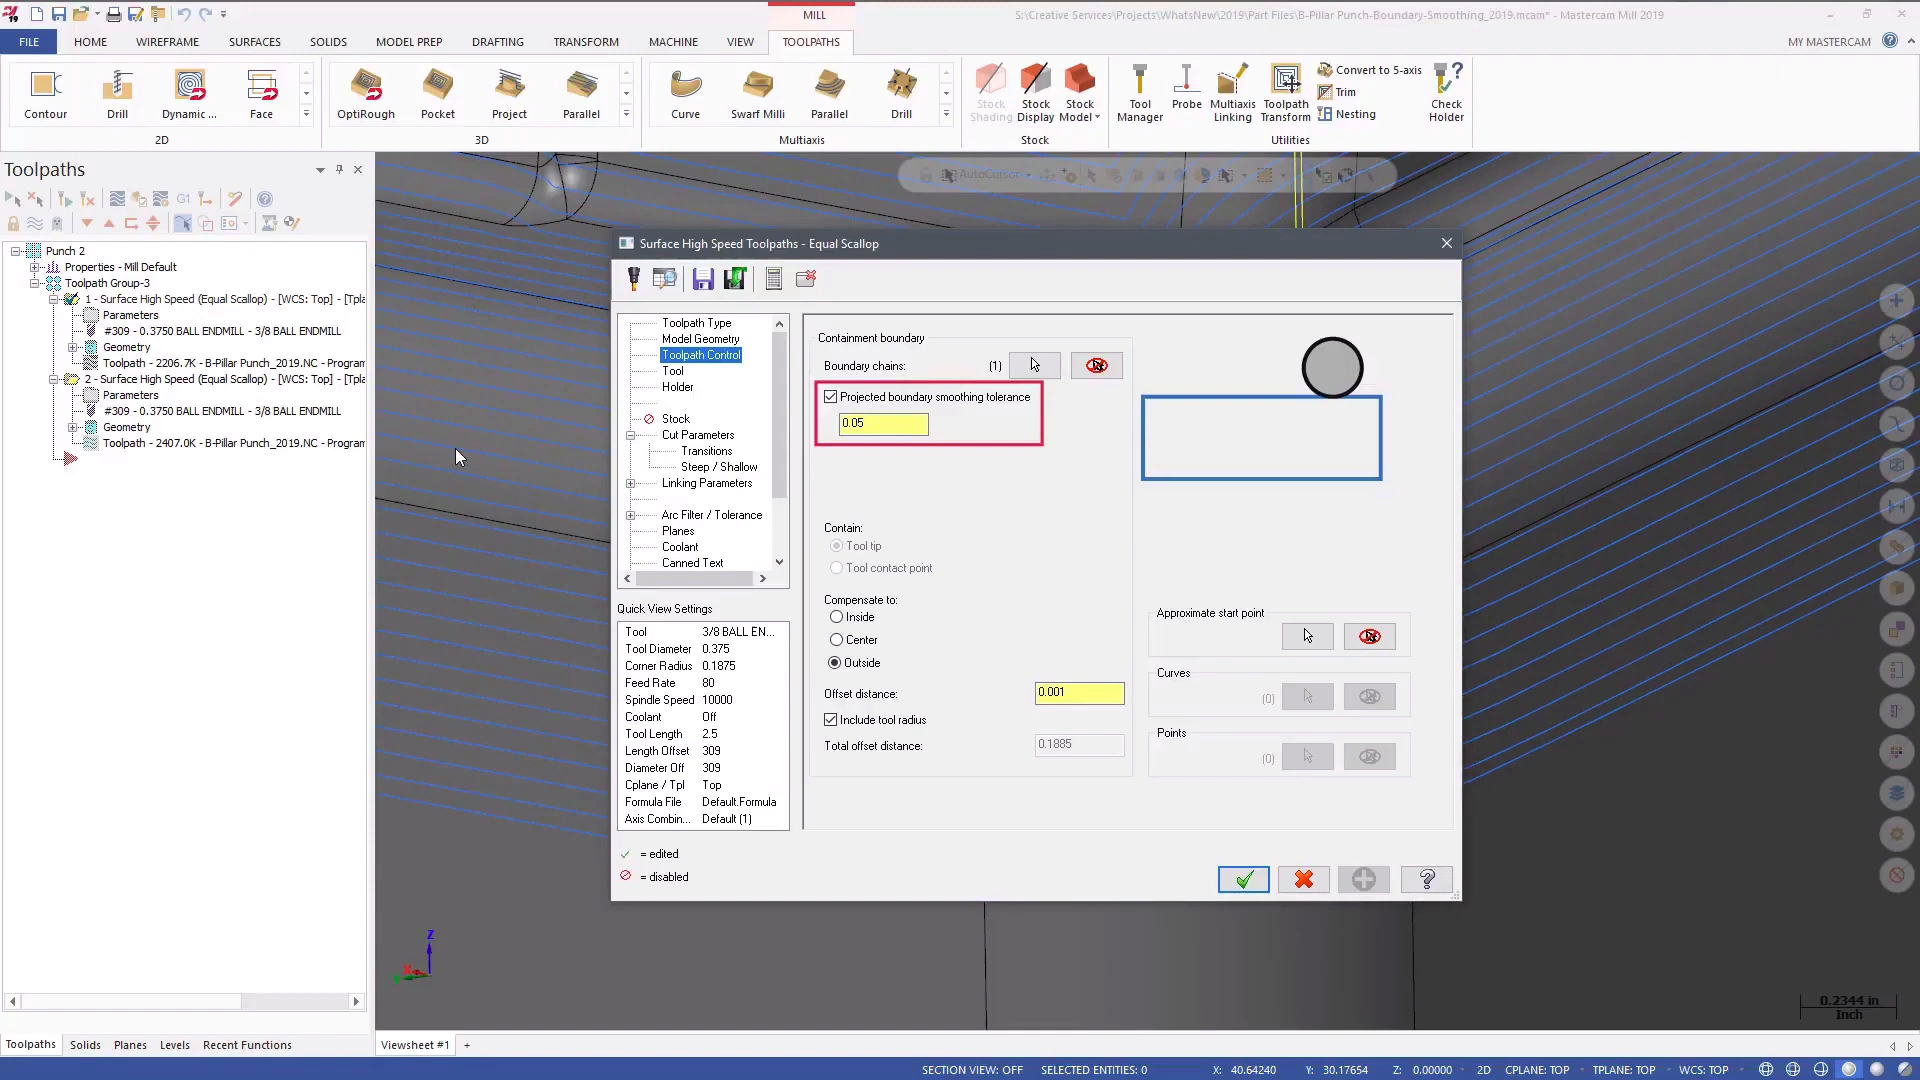 MILL
S:\Creative Services\Projects\WhatsNew\2019\Part Files\B-Pillar Punch-Boundary-Smoothing_2019.mcam* - Mastercam Mill 2019
FILE HOME WIREFRAME SURFACES SOLIDS MODEL PREP DRAFTING TRANSFORM MACHINE VIEW TOOLPATHS MY MASTERCAM
Convert to 5-axis
Trim
Contour Drill Dynamic ... Face OptiRough Pocket Project Parallel Curve Swarf Milli Parallel Drill
Stock Shading
Stock Display
Stock Model
Tool Manager
Probe
Multiaxis Linking
Toolpath Transform
Nesting
Check Holder
2D 3D Multiaxis Stock Utilities
Toolpaths
G1
AutoCursor
Punch 2
Properties - Mill Default
Toolpath Group-3
1 - Surface High Speed (Equal Scallop) - [WCS: Top] - [Tpla
Parameters
#309 - 0.3750 BALL ENDMILL - 3/8 BALL ENDMILL
Geometry
Toolpath - 2206.7K - B-Pillar Punch_2019.NC - Program
2 - Surface High Speed (Equal Scallop) - [WCS: Top] - [Tpla
Parameters
#309 - 0.3750 BALL ENDMILL - 3/8 BALL ENDMILL
Geometry
Toolpath - 2407.0K - B-Pillar Punch_2019.NC - Program
Surface High Speed Toolpaths - Equal Scallop
Toolpath Type
Model Geometry
Toolpath Control
Tool
Holder
Stock
Cut Parameters
Transitions
Steep / Shallow
Linking Parameters
Arc Filter / Tolerance
Planes
Coolant
Canned Text
Quick View Settings
Tool 3/8 BALL EN...
Tool Diameter 0.375
Corner Radius 0.1875
Feed Rate 80
Spindle Speed 10000
Coolant Off
Tool Length 2.5
Length Offset 309
Diameter Off 309
Cplane / Tpl Top
Formula File Default.Formula
Axis Combin... Default (1)
= edited
= disabled
Containment boundary
Boundary chains: (1)
Projected boundary smoothing tolerance
0.05
Contain:
Tool tip
Tool contact point
Compensate to:
Inside
Center
Outside
Offset distance: 0.001
Include tool radius
Total offset distance: 0.1885
Approximate start point
Curves
(0)
Points
(0)
Z
0.2344 in
Inch
Toolpaths Solids Planes Levels Recent Functions
Viewsheet #1 +
SECTION VIEW: OFF SELECTED ENTITIES: 0 X: 40.64240 Y: 30.17654 Z: 0.00000 2D CPLANE: TOP TPLANE: TOP WCS: TOP